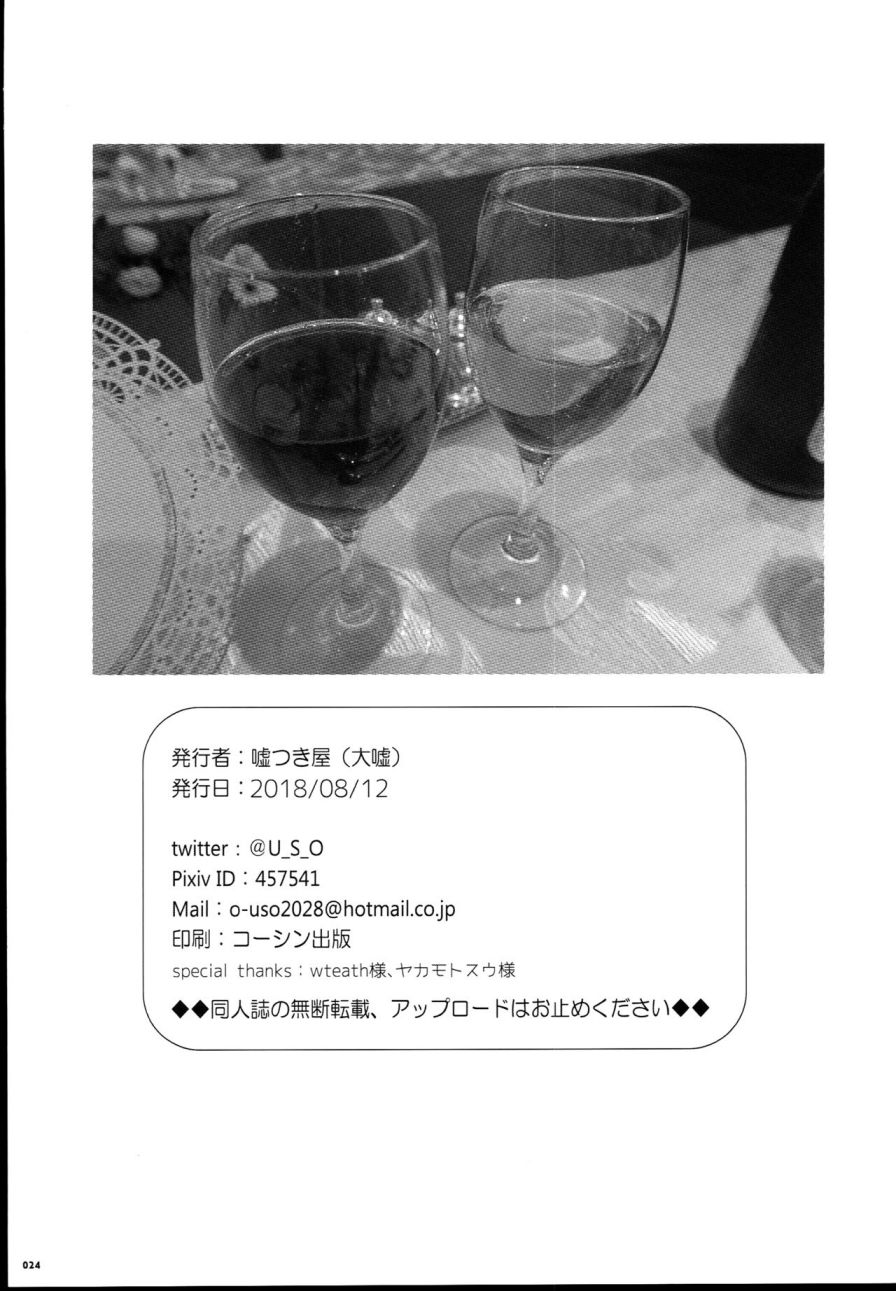 発行者：嘘つき屋（大嘘）
発行日：2018/08/12
twitter：@U_S_O
Pixiv ID：457541
Mail：o-uso2028@hotmail.co.jp
印刷：コーシン出版
special thanks：wteath様、ヤカモトスウ様
◆◆同人誌の無断転載、アップロードはお止めください◆◆
024